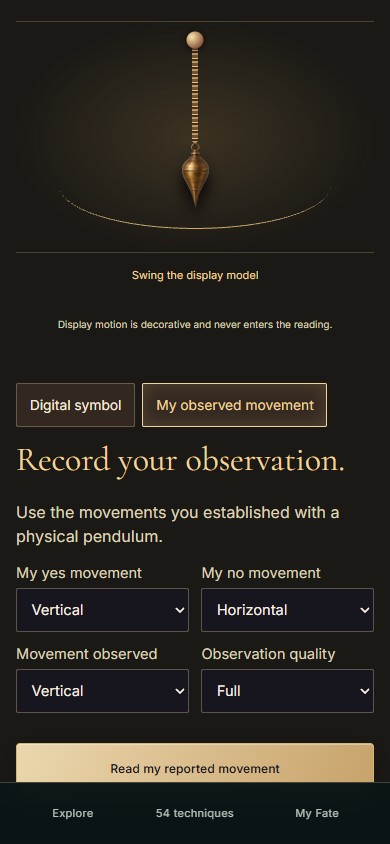 Swing the display model
Display motion is decorative and never enters the reading.
Digital symbol
My observed movement
Record your observation.
Use the movements you established with a
physical pendulum.
My yes movement
My no movement
Vertical
Horizontal
Movement observed
Observation quality
Vertical
Full
Read my reported movement
Explore
54 techniques
My Fate